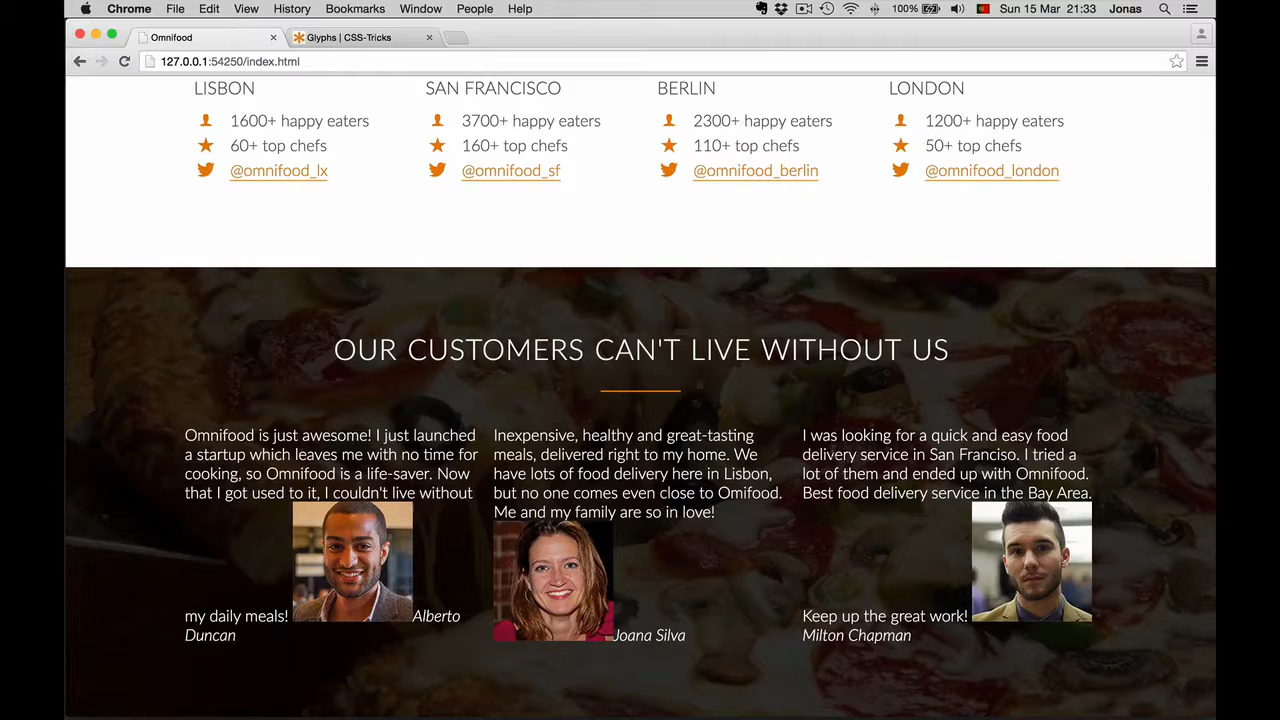 Chrome File Edit View History Bookmarks Window People Help 100% Sun 15 Mar 21:33 Jonas
Omnifood Glyphs | CSS-Tricks
127.0.0.1:54250/index.html
LISBON SAN FRANCISCO BERLIN LONDON
1600+ happy eaters 3700+ happy eaters 2300+ happy eaters 1200+ happy eaters
60+ top chefs 160+ top chefs 110+ top chefs 50+ top chefs
@omnifood_lx @omnifood_sf @omnifood_berlin @omnifood_london
OUR CUSTOMERS CAN'T LIVE WITHOUT US
Omnifood is just awesome! I just launched
a startup which leaves me with no time for
cooking, so Omnifood is a life-saver. Now
that I got used to it, I couldn't live without
my daily meals! Alberto
Duncan
Inexpensive, healthy and great-tasting
meals, delivered right to my home. We
have lots of food delivery here in Lisbon,
but no one comes even close to Omifood.
Me and my family are so in love!
Joana Silva
I was looking for a quick and easy food
delivery service in San Franciso. I tried a
lot of them and ended up with Omnifood.
Best food delivery service in the Bay Area.
Keep up the great work!
Milton Chapman